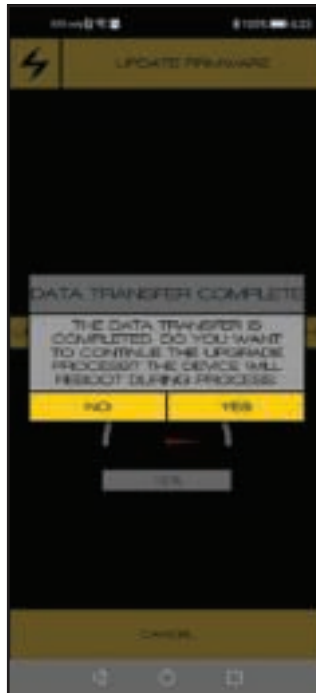 UPDATE FIRMWARE
DATA TRANSFER COMPLETE
THE DATA TRANSFER IS
COMPLETED. DO YOU WANT
TO CONTINUE THE UPGRADE
PROCESS? THE DEVICE WILL
REBOOT DURING PROCESS.
NO YES
CANCEL